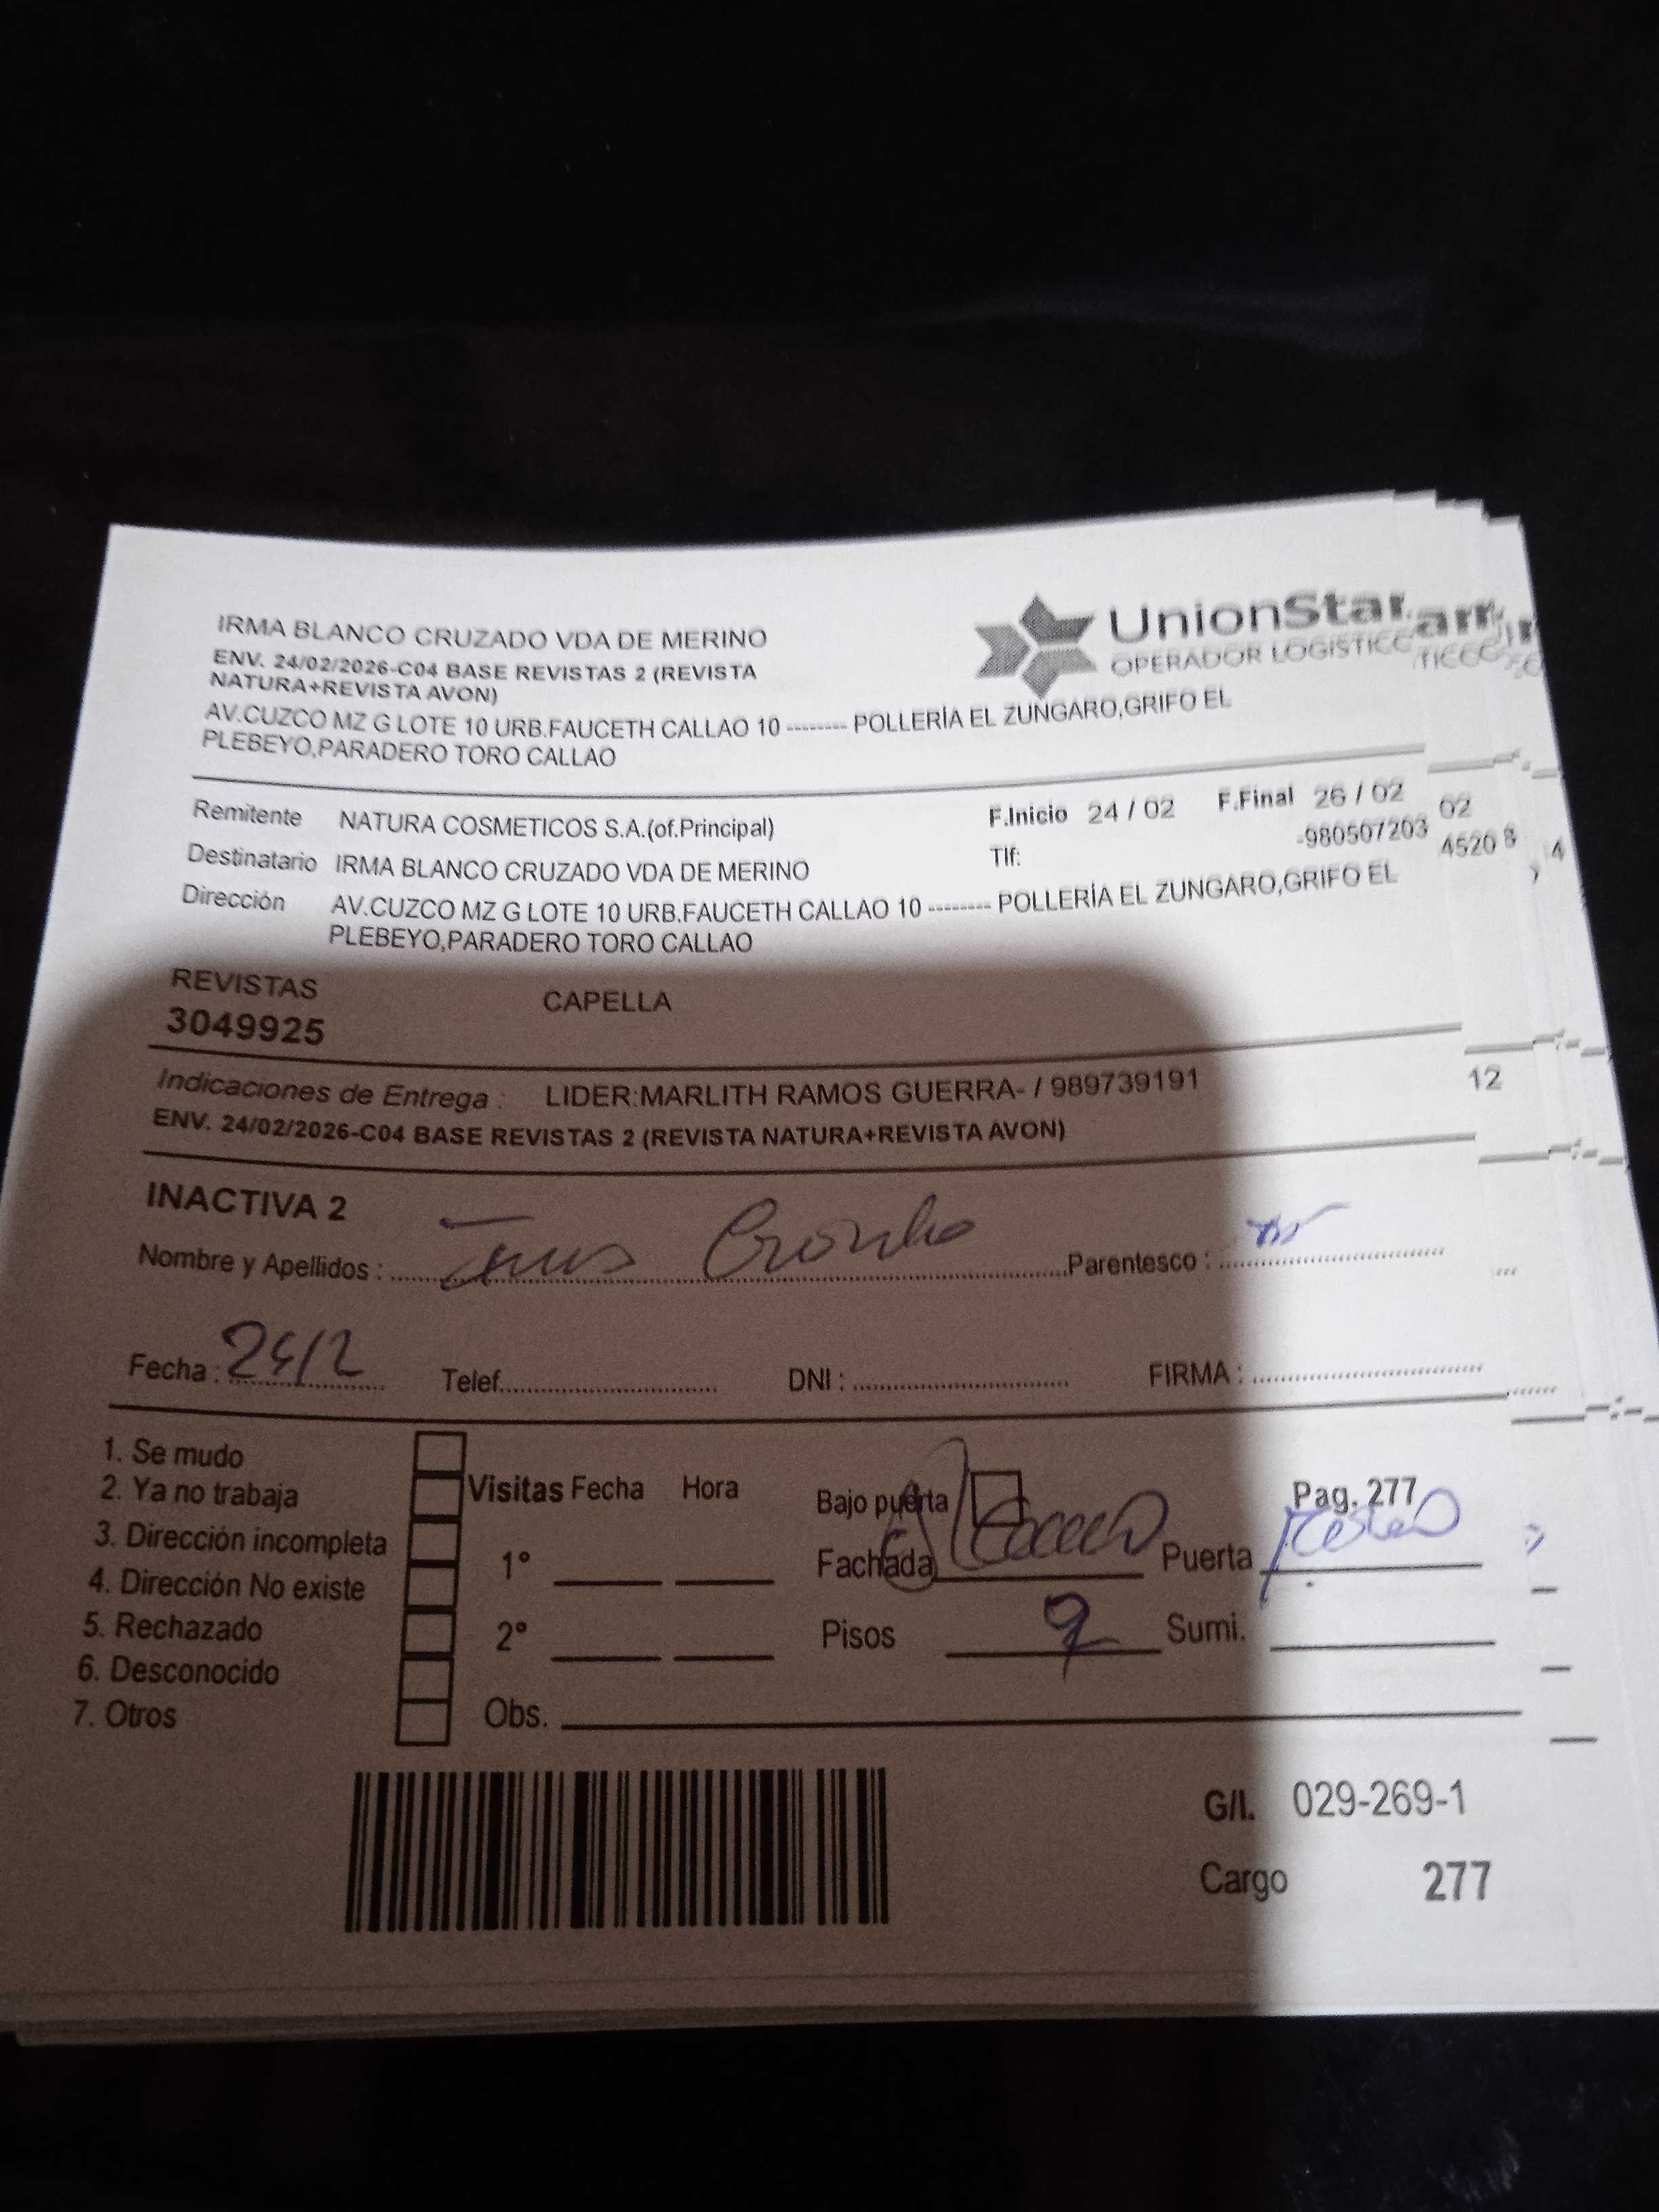 IRMA BLANCO CRUZADO VDA DE MERINO
ENV. 24/02/2026-C04 BASE REVISTAS 2 (REVISTA
NATURA+REVISTA AVON)
UnionStar
OPERADOR LOGISTICO
AV.CUZCO MZ G LOTE 10 URB.FAUCETH CALLAO 10 -------- POLLERÍA EL ZUNGARO,GRIFO EL
PLEBEYO,PARADERO TORO CALLAO
Remitente NATURA COSMETICOS S.A.(of.Principal) F.Inicio 24 / 02 F.Final 26 / 02
Destinatario IRMA BLANCO CRUZADO VDA DE MERINO Tlf: -980507203
Dirección AV.CUZCO MZ G LOTE 10 URB.FAUCETH CALLAO 10 -------- POLLERÍA EL ZUNGARO,GRIFO EL
PLEBEYO,PARADERO TORO CALLAO
REVISTAS CAPELLA
3049925
Indicaciones de Entrega : LIDER:MARLITH RAMOS GUERRA- / 989739191
12
ENV. 24/02/2026-C04 BASE REVISTAS 2 (REVISTA NATURA+REVISTA AVON)
INACTIVA 2
Nombre y Apellidos : Parentesco :
Fecha : 24/2 Telef. DNI : FIRMA :
1. Se mudo
2. Ya no trabaja
3. Dirección incompleta
4. Dirección No existe
5. Rechazado
6. Desconocido
7. Otros
Visitas Fecha Hora
1°
2°
Obs.
Bajo puerta Pag. 277
Fachada Puerta
Pisos Sumi.
G/I. 029-269-1
Cargo 277